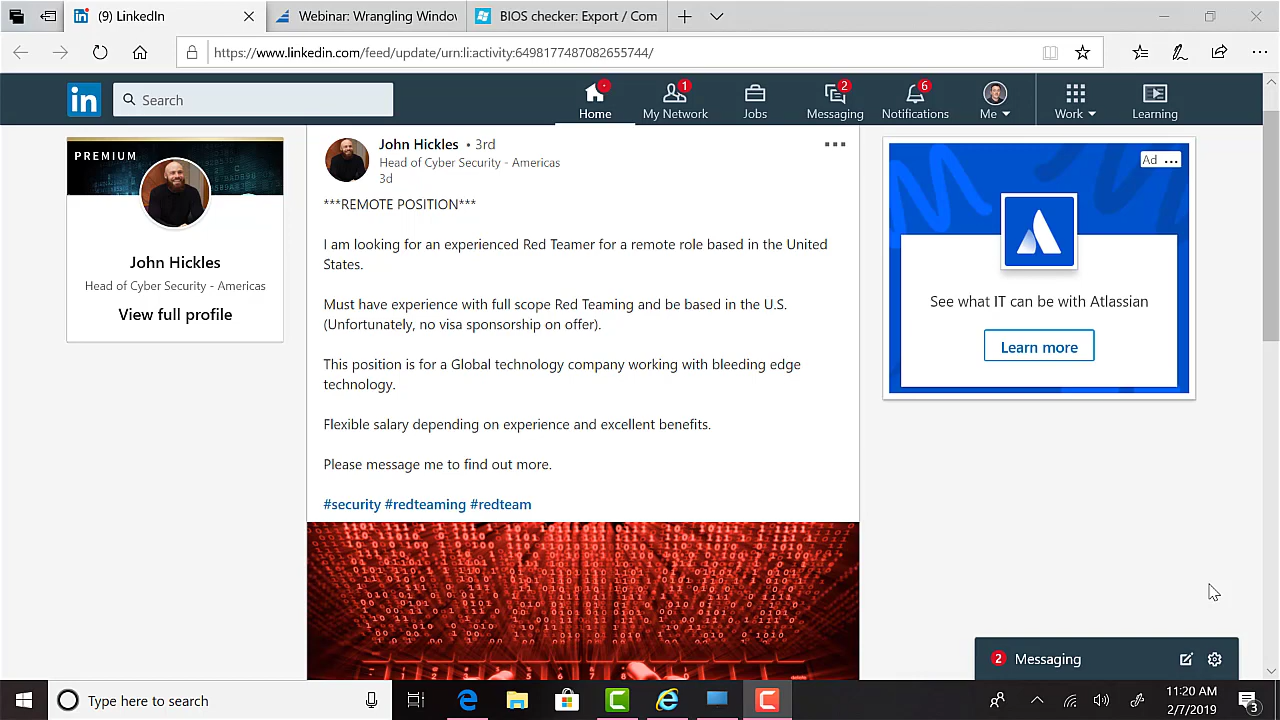 (9) LinkedIn
Webinar: Wrangling Windo
BIOS checker: Export / Com
https://www.linkedin.com/feed/update/urn:li:activity:6498177487082655744/
in
Search
1
2
6
Home
My Network
Jobs
Messaging
Notifications
Me
Work
Learning
PREMIUM
John Hickles
Head of Cyber Security - Americas
View full profile
John Hickles • 3rd
Head of Cyber Security - Americas
3d
***REMOTE POSITION***
I am looking for an experienced Red Teamer for a remote role based in the United
States.
Must have experience with full scope Red Teaming and be based in the U.S.
(Unfortunately, no visa sponsorship on offer).
This position is for a Global technology company working with bleeding edge
technology.
Flexible salary depending on experience and excellent benefits.
Please message me to find out more.
#security #redteaming #redteam
Ad ...
See what IT can be with Atlassian
Learn more
2 Messaging
Type here to search
11:20 AM
2/7/2019
3